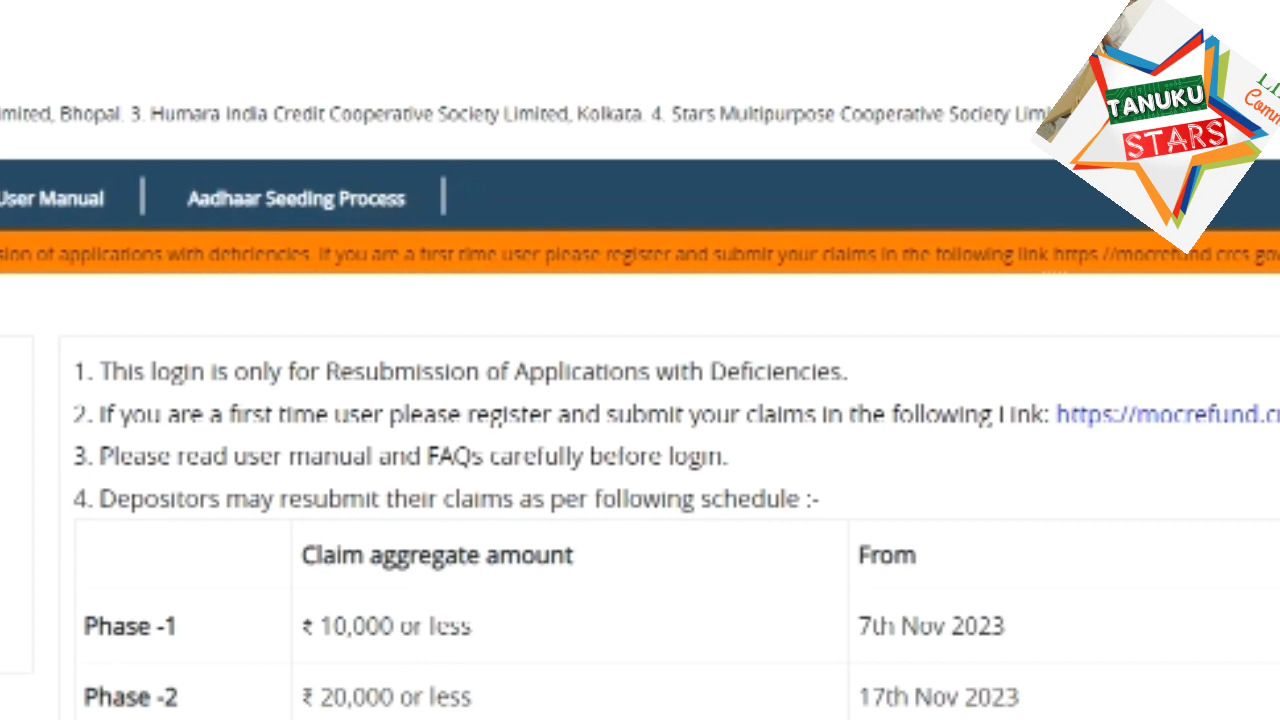 imited, Bhopal. 3. Humara India Credit Cooperative Society Limited, Kolkata. 4. Stars Multipurpose Cooperative Society Limi
TANUKU
STARS
User Manual
Aadhaar Seeding Process
sion of applications with deficiencies. If you are a first time user please register and submit your claims in the following link https://mocrefund.crcs.gov
1. This login is only for Resubmission of Applications with Deficiencies.
2. If you are a first time user please register and submit your claims in the following Link: https://mocrefund.cr
3. Please read user manual and FAQs carefully before login.
4. Depositors may resubmit their claims as per following schedule :-
Claim aggregate amount From
Phase -1 ₹ 10,000 or less 7th Nov 2023
Phase -2 ₹ 20,000 or less 17th Nov 2023